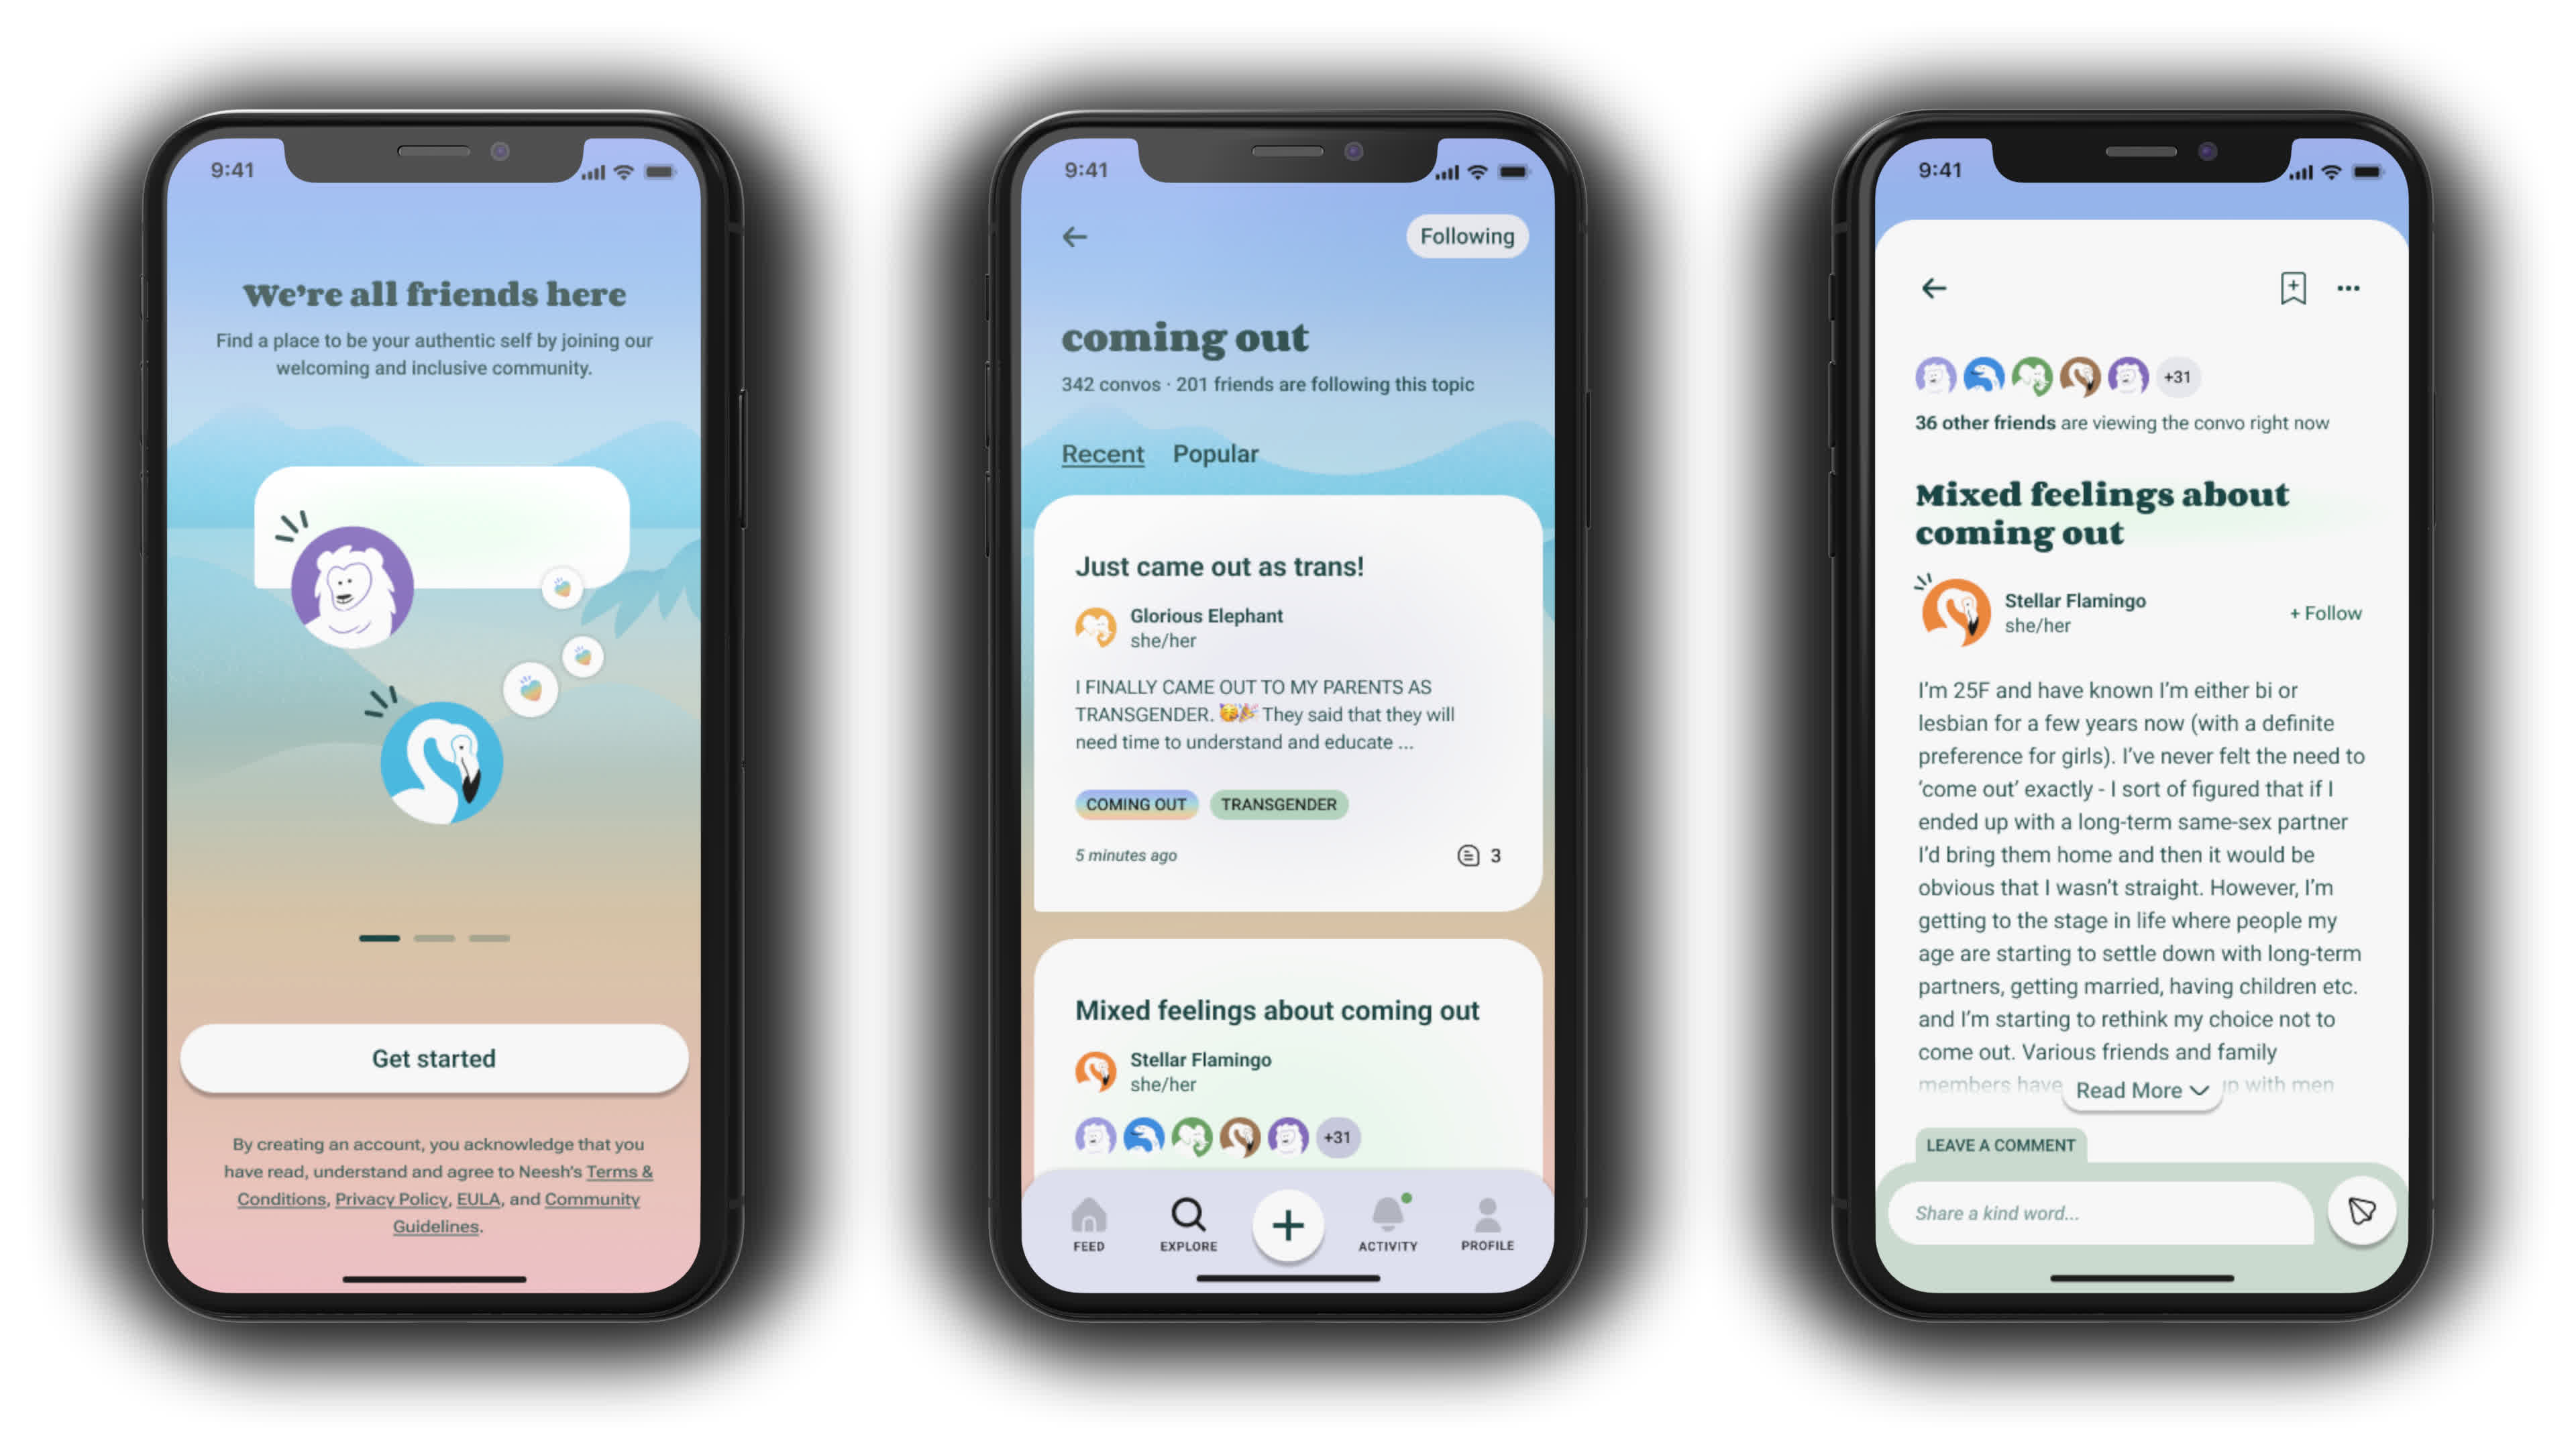 9:41
We're all friends here
Find a place to be your authentic self by joining our
welcoming and inclusive community.
Get started
By creating an account, you acknowledge that you
have read, understand and agree to Neesh's Terms &
Conditions, Privacy Policy, EULA, and Community
Guidelines.
9:41
Following
coming out
342 convos · 201 friends are following this topic
Recent Popular
Just came out as trans!
Glorious Elephant
she/her
I FINALLY CAME OUT TO MY PARENTS AS
TRANSGENDER. 🥳🎉 They said that they will
need time to understand and educate ...
COMING OUT TRANSGENDER
5 minutes ago 3
Mixed feelings about coming out
Stellar Flamingo
she/her
+31
FEED EXPLORE ACTIVITY PROFILE
9:41
+31
36 other friends are viewing the convo right now
Mixed feelings about
coming out
Stellar Flamingo
she/her
+ Follow
I'm 25F and have known I'm either bi or
lesbian for a few years now (with a definite
preference for girls). I've never felt the need to
'come out' exactly - I sort of figured that if I
ended up with a long-term same-sex partner
I'd bring them home and then it would be
obvious that I wasn't straight. However, I'm
getting to the stage in life where people my
age are starting to settle down with long-term
partners, getting married, having children etc.
and I'm starting to rethink my choice not to
come out. Various friends and family
members have up with men
Read More
LEAVE A COMMENT
Share a kind word...